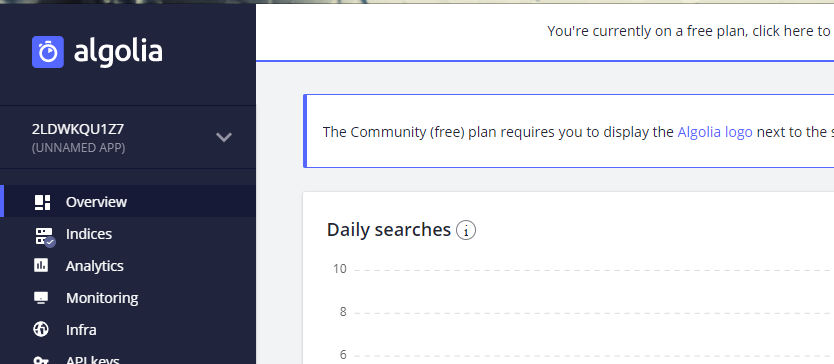 algolia
You're currently on a free plan, click here to
2LDWKQU1Z7
(UNNAMED APP)
The Community (free) plan requires you to display the Algolia logo next to the s
Overview
Indices
Analytics
Monitoring
Infra
API keys
Daily searches i
10
8
6